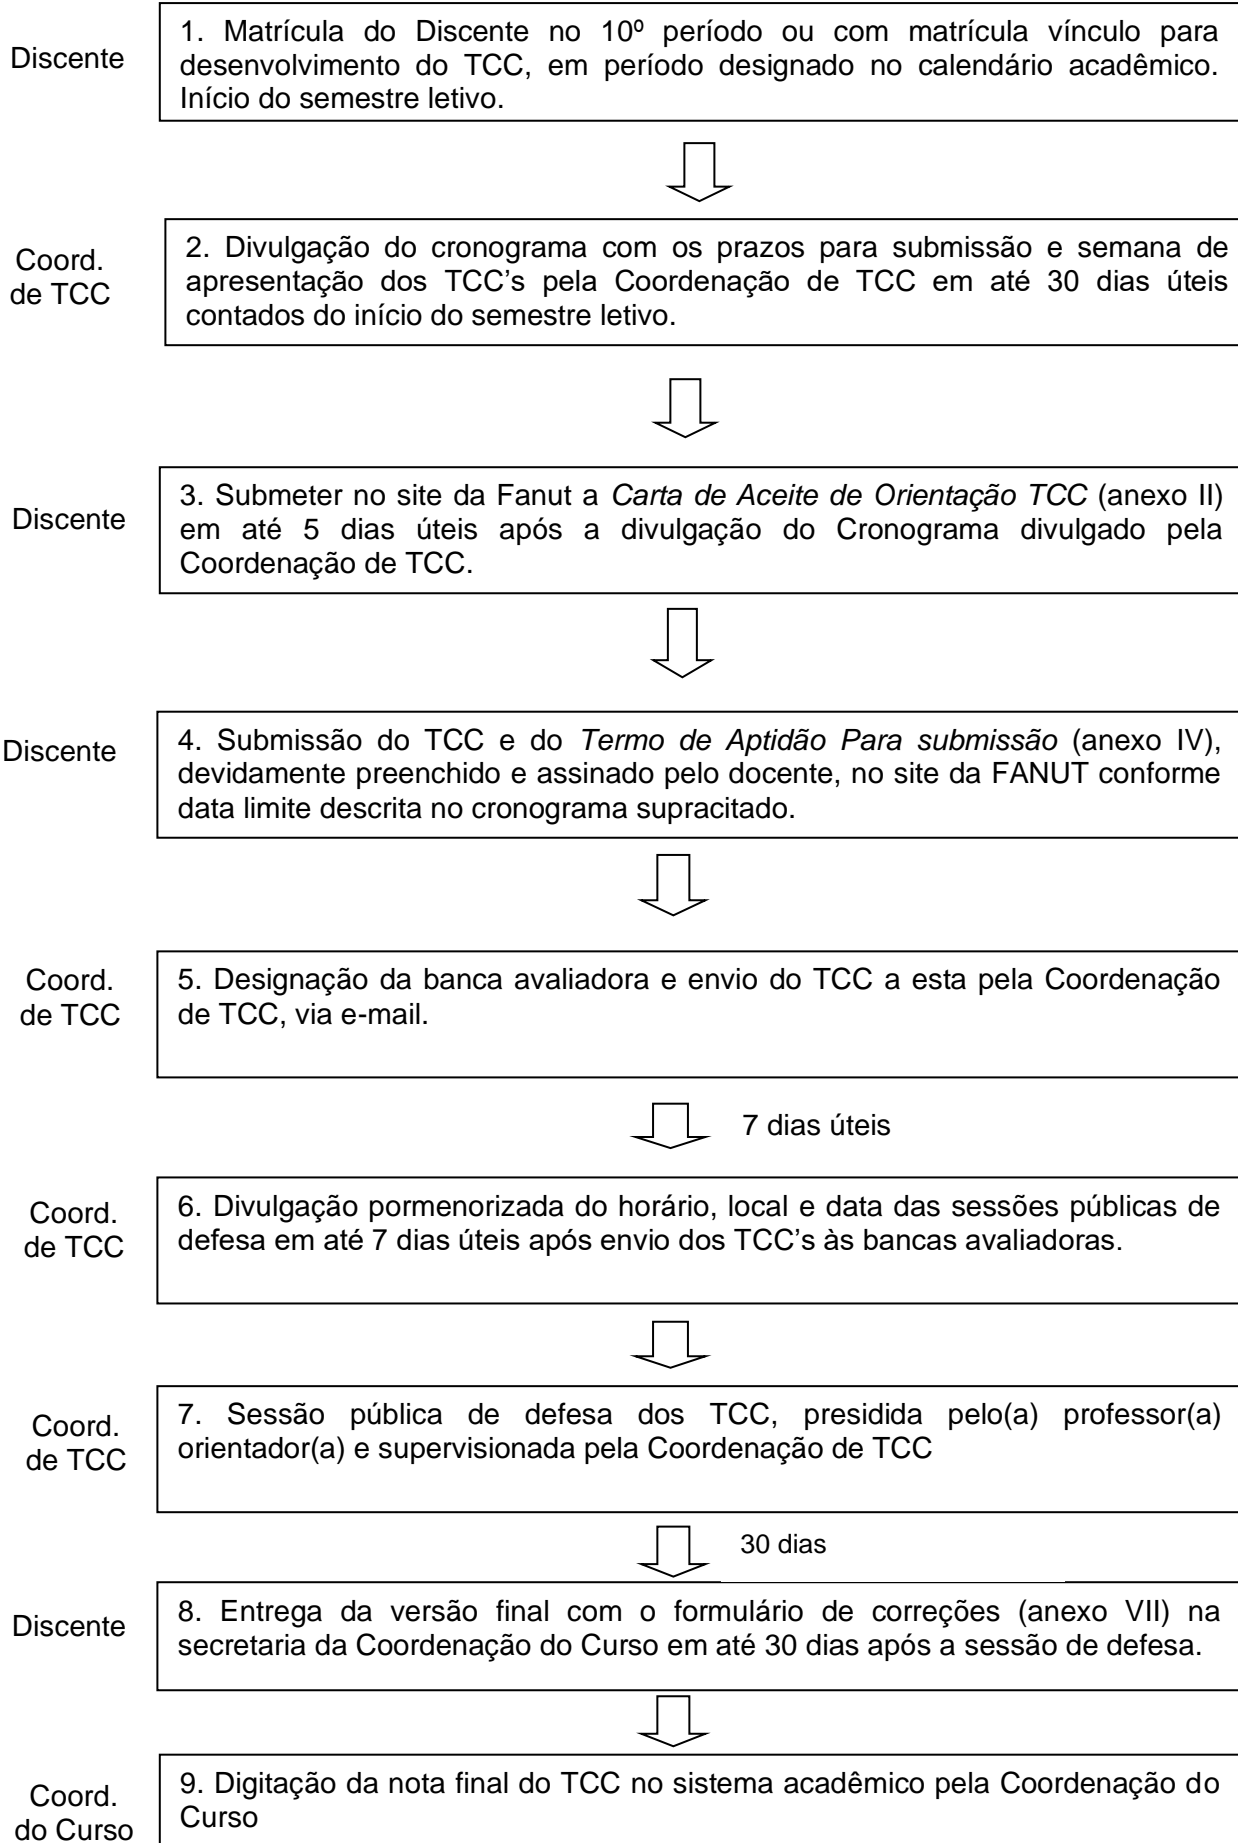 Discente
1. Matrícula do Discente no 10º período ou com matrícula vínculo para
desenvolvimento do TCC, em período designado no calendário acadêmico.
Início do semestre letivo.
Coord.
de TCC
2. Divulgação do cronograma com os prazos para submissão e semana de
apresentação dos TCC’s pela Coordenação de TCC em até 30 dias úteis
contados do início do semestre letivo.
Discente
3. Submeter no site da Fanut a Carta de Aceite de Orientação TCC (anexo II)
em até 5 dias úteis após a divulgação do Cronograma divulgado pela
Coordenação de TCC.
Discente
4. Submissão do TCC e do Termo de Aptidão Para submissão (anexo IV),
devidamente preenchido e assinado pelo docente, no site da FANUT conforme
data limite descrita no cronograma supracitado.
Coord.
de TCC
5. Designação da banca avaliadora e envio do TCC a esta pela Coordenação
de TCC, via e-mail.
7 dias úteis
Coord.
de TCC
6. Divulgação pormenorizada do horário, local e data das sessões públicas de
defesa em até 7 dias úteis após envio dos TCC’s às bancas avaliadoras.
Coord.
de TCC
7. Sessão pública de defesa dos TCC, presidida pelo(a) professor(a)
orientador(a) e supervisionada pela Coordenação de TCC
30 dias
Discente
8. Entrega da versão final com o formulário de correções (anexo VII) na
secretaria da Coordenação do Curso em até 30 dias após a sessão de defesa.
Coord.
do Curso
9. Digitação da nota final do TCC no sistema acadêmico pela Coordenação do
Curso